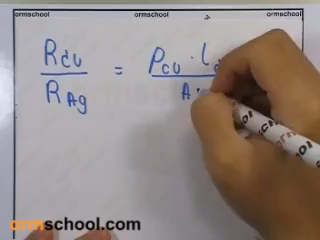 ormschool ormschool ormschool
R_Cu / R_Ag = ρ_Cu · l / A ·
ormschool.com